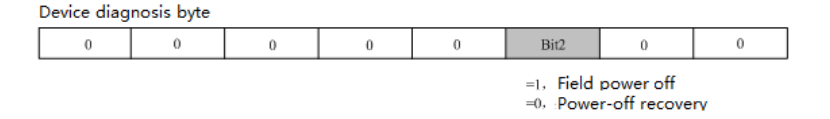 Device diagnosis byte
0 0 0 0 0 Bit2 0 0
=1, Field power off
=0, Power-off recovery